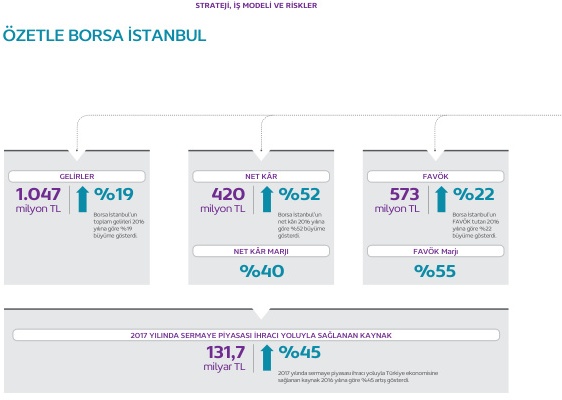 STRATEJİ, İŞ MODELİ VE RİSKLER
ÖZETLE BORSA İSTANBUL
GELİRLER
1.047
milyon TL
%19
Borsa İstanbul'un
toplam gelirleri 2016
yılına göre %19
büyüme gösterdi.
NET KÂR
420
milyon TL
%52
Borsa İstanbul'un
net kârı 2016 yılına
göre %52 büyüme
gösterdi.
NET KÂR MARJI
%40
FAVÖK
573
milyon TL
%22
Borsa İstanbul'un
FAVÖK tutarı 2016
yılına göre %22
büyüme gösterdi.
FAVÖK Marjı
%55
2017 YILINDA SERMAYE PİYASASI İHRACI YOLUYLA SAĞLANAN KAYNAK
131,7
milyar TL
%45
2017 yılında sermaye piyasası ihracı yoluyla Türkiye ekonomisine
sağlanan kaynak 2016 yılına göre %45 artış gösterdi.